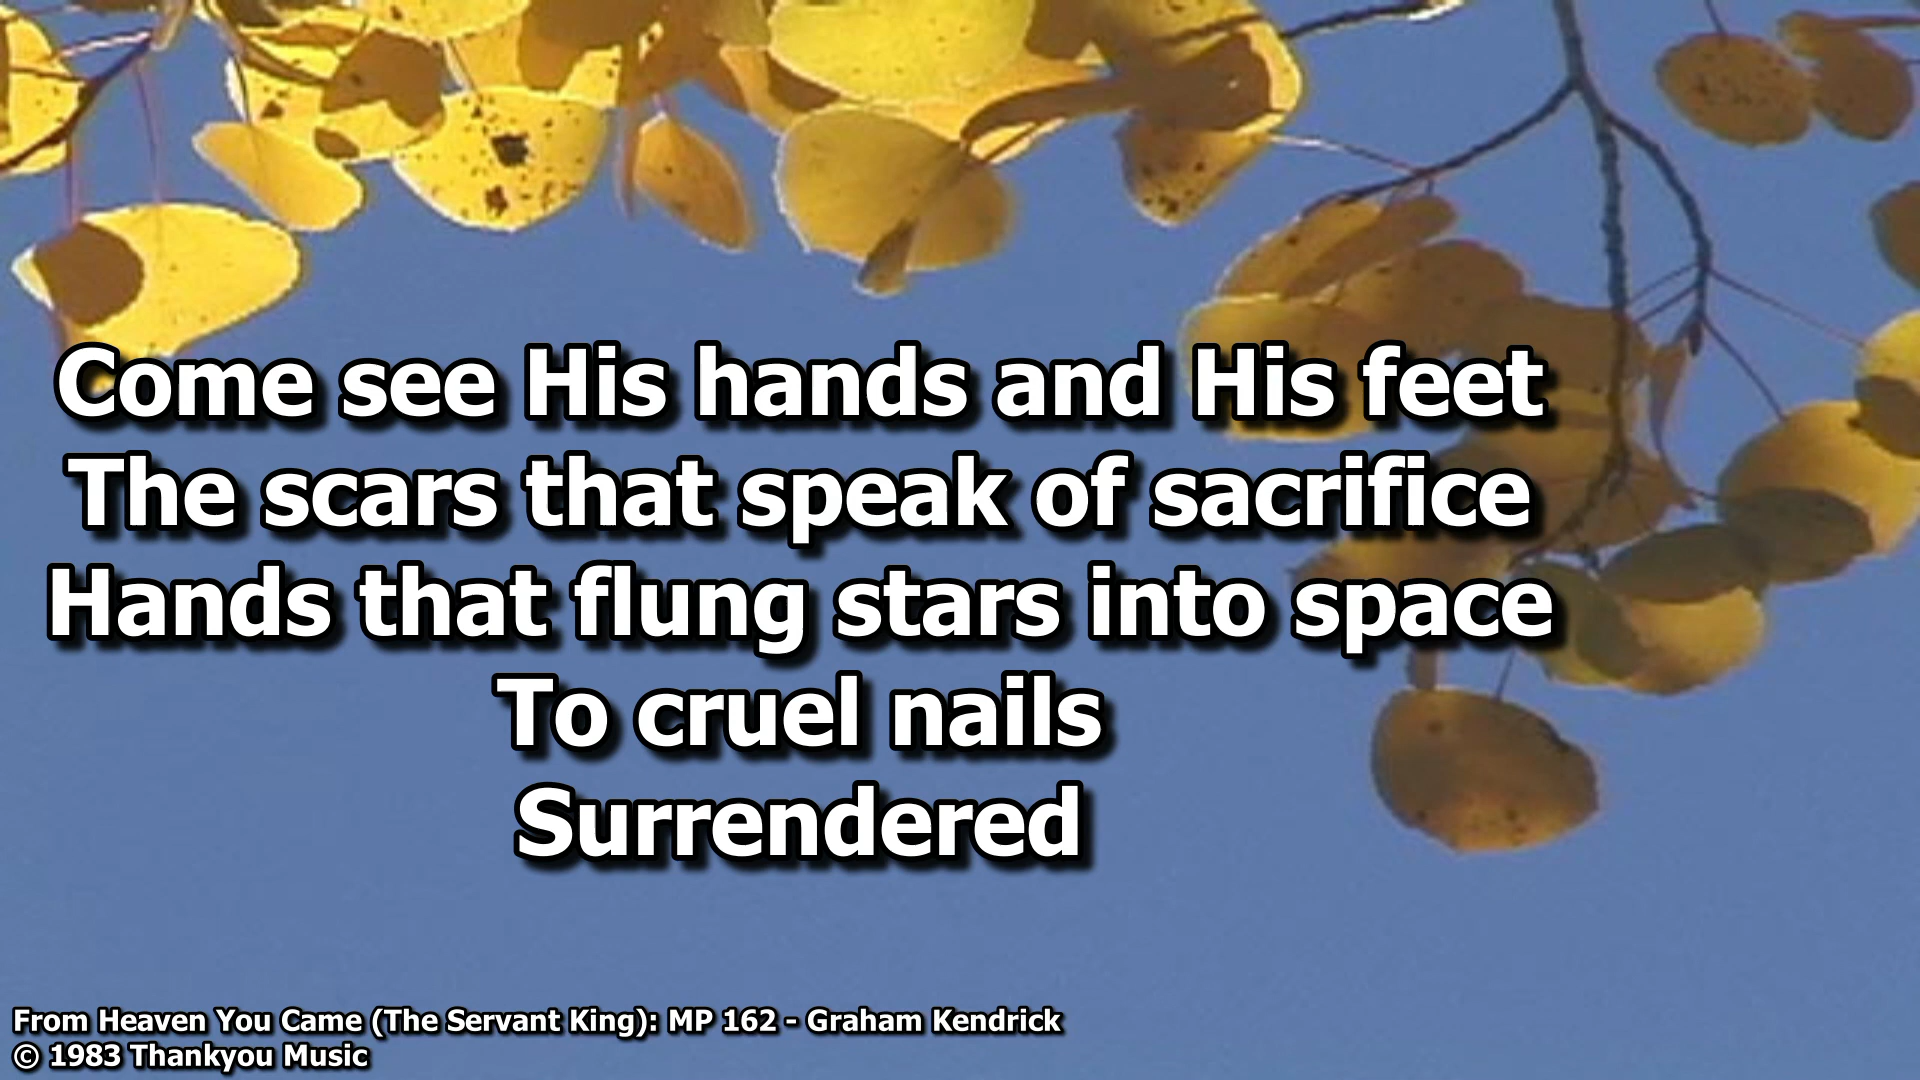 Come see His hands and His feet
The scars that speak of sacrifice
Hands that flung stars into space
To cruel nails
Surrendered
From Heaven You Came (The Servant King): MP 162 - Graham Kendrick
© 1983 Thankyou Music